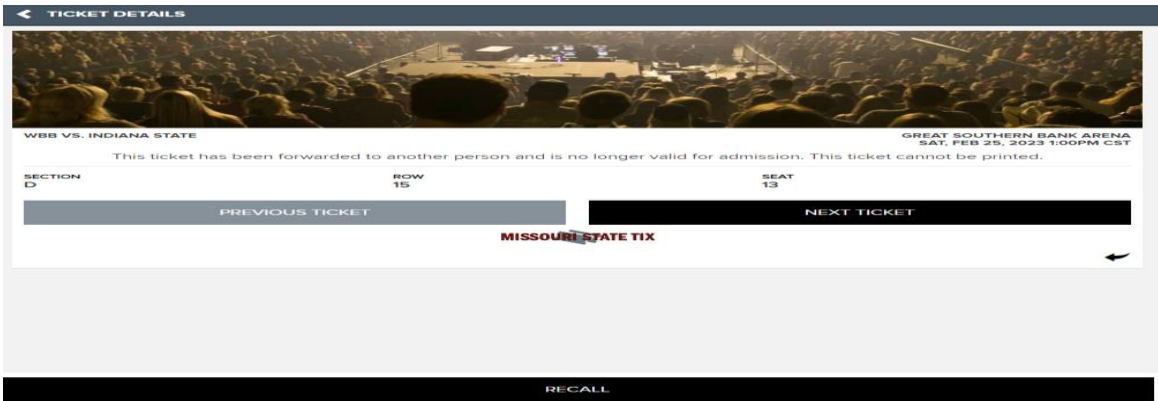 TICKET DETAILS
WBB VS. INDIANA STATE
GREAT SOUTHERN BANK ARENA
SAT, FEB 25, 2023 1:00PM CST
This ticket has been forwarded to another person and is no longer valid for admission. This ticket cannot be printed.
SECTION ROW SEAT
D 15 13
PREVIOUS TICKET NEXT TICKET
MISSOURI STATE TIX
RECALL